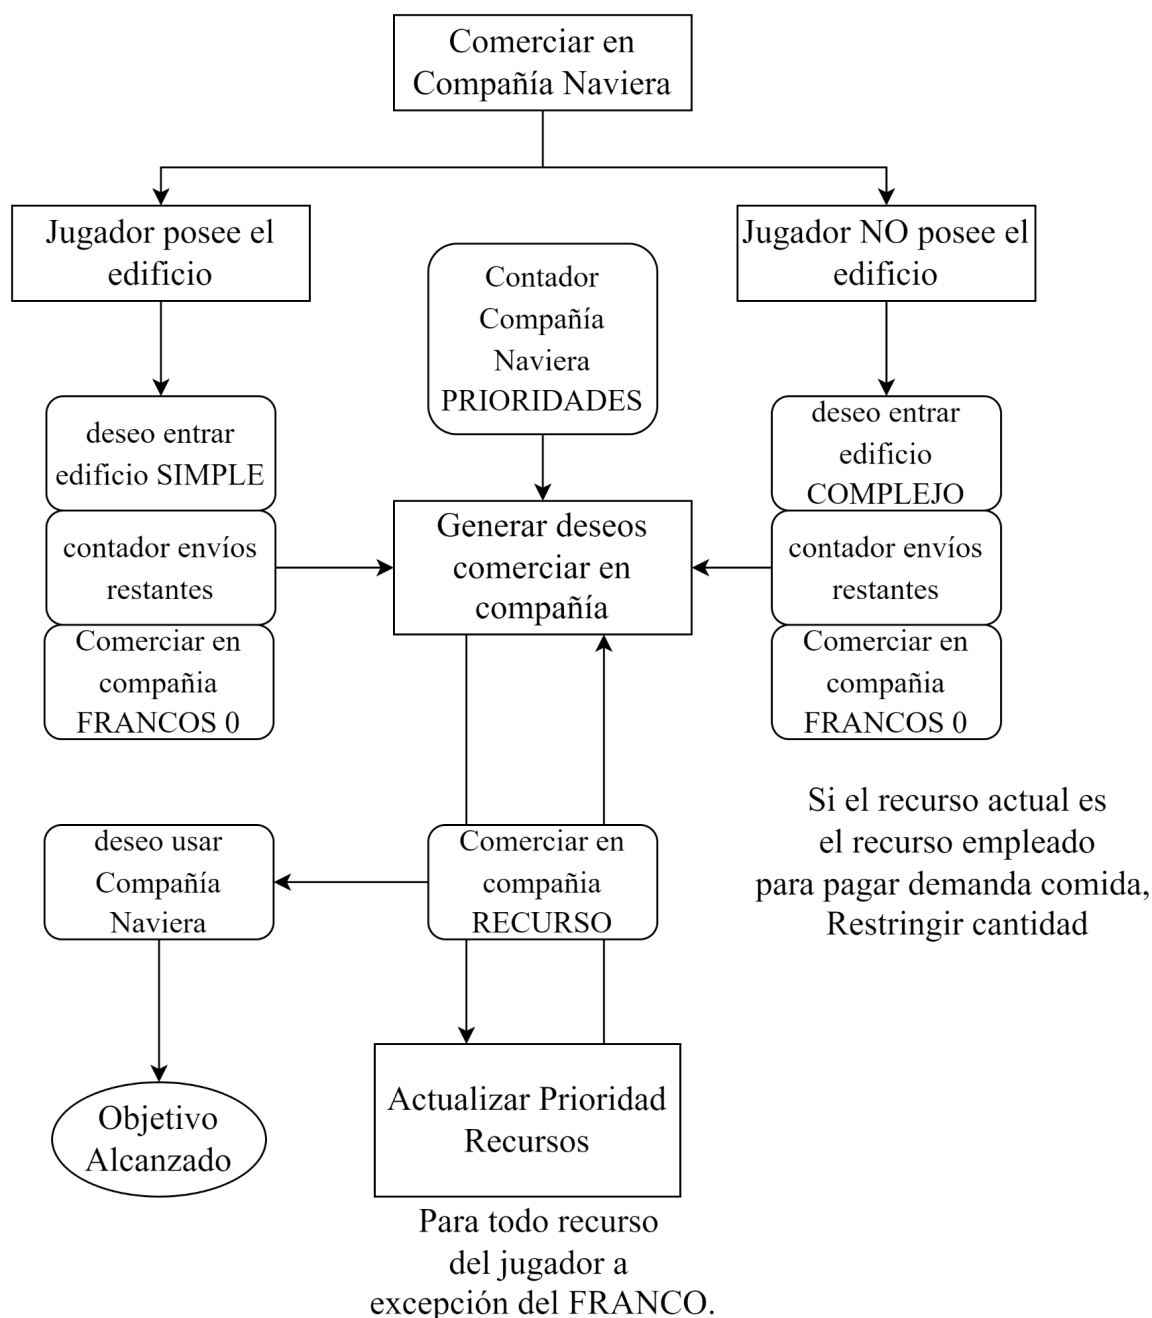 Comerciar en
Compañía Naviera
Jugador posee el
edificio
Jugador NO posee el
edificio
Contador
Compañía
Naviera
PRIORIDADES
deseo entrar
edificio SIMPLE
contador envíos
restantes
Comerciar en
compañia
FRANCOS 0
Generar deseos
comerciar en
compañía
deseo entrar
edificio
COMPLEJO
contador envíos
restantes
Comerciar en
compañia
FRANCOS 0
Si el recurso actual es
el recurso empleado
para pagar demanda comida,
Restringir cantidad
deseo usar
Compañía
Naviera
Comerciar en
compañia
RECURSO
Objetivo
Alcanzado
Actualizar Prioridad
Recursos
Para todo recurso
del jugador a
excepción del FRANCO.